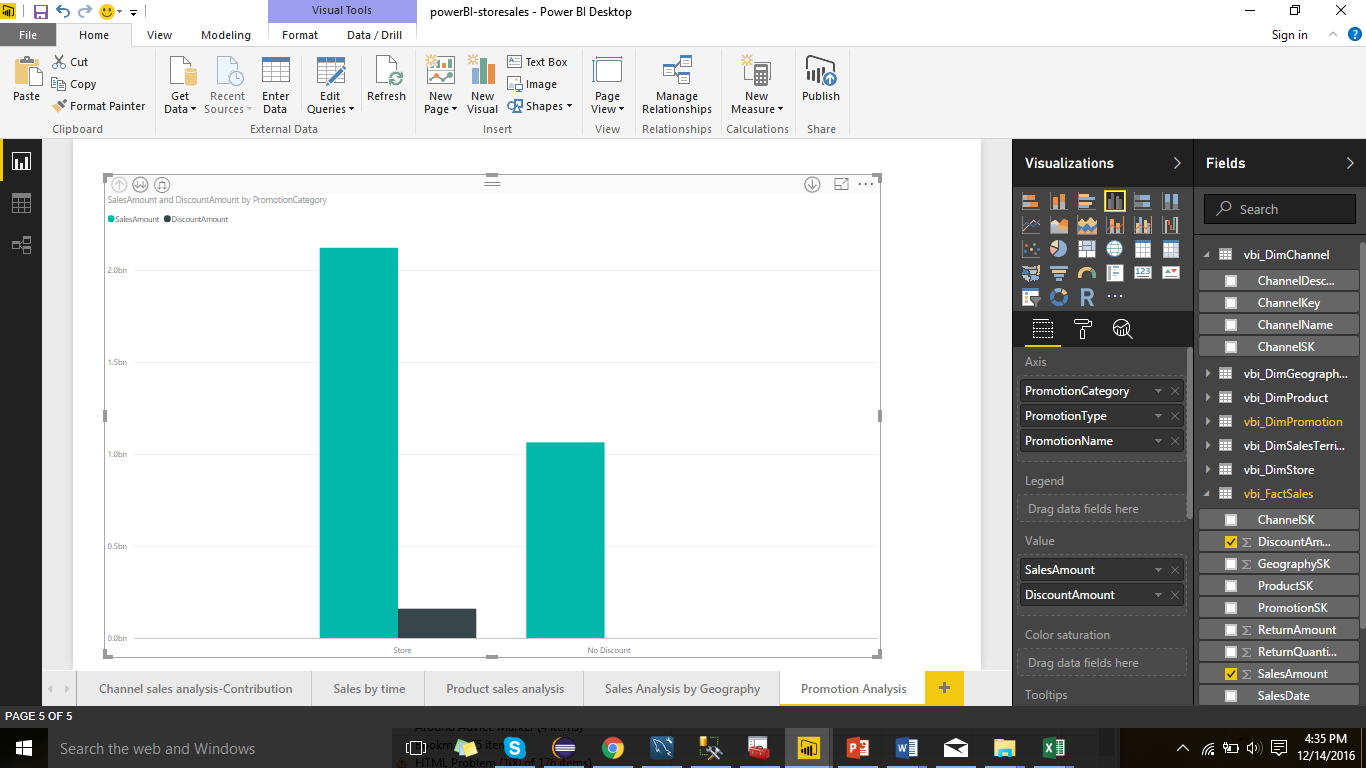 Visual Tools
powerBI-storesales - Power BI Desktop
File
Home
View
Modeling
Format
Data / Drill
Sign in
Paste
Cut
Copy
Format Painter
Clipboard
Get Data
Recent Sources
Enter Data
Edit Queries
Refresh
External Data
New Page
New Visual
Text Box
Image
Shapes
Insert
Page View
View
Manage Relationships
Relationships
New Measure
Calculations
Publish
Share
SalesAmount and DiscountAmount by PromotionCategory
SalesAmount DiscountAmount
2.0bn
1.5bn
1.0bn
0.5bn
0.0bn
Store
No Discount
Visualizations
R
123
Axis
PromotionCategory
PromotionType
PromotionName
Legend
Drag data fields here
Value
SalesAmount
DiscountAmount
Color saturation
Drag data fields here
Tooltips
Fields
Search
vbi_DimChannel
ChannelDesc...
ChannelKey
ChannelName
ChannelSK
vbi_DimGeograph...
vbi_DimProduct
vbi_DimPromotion
vbi_DimSalesTerri...
vbi_DimStore
vbi_FactSales
ChannelSK
DiscountAm...
GeographySK
ProductSK
PromotionSK
ReturnAmount
ReturnQuanti...
SalesAmount
SalesDate
Channel sales analysis-Contribution
Sales by time
Product sales analysis
Sales Analysis by Geography
Promotion Analysis
PAGE 5 OF 5
Search the web and Windows
HTML Problem (100 of 176 items)
4:35 PM
12/14/2016